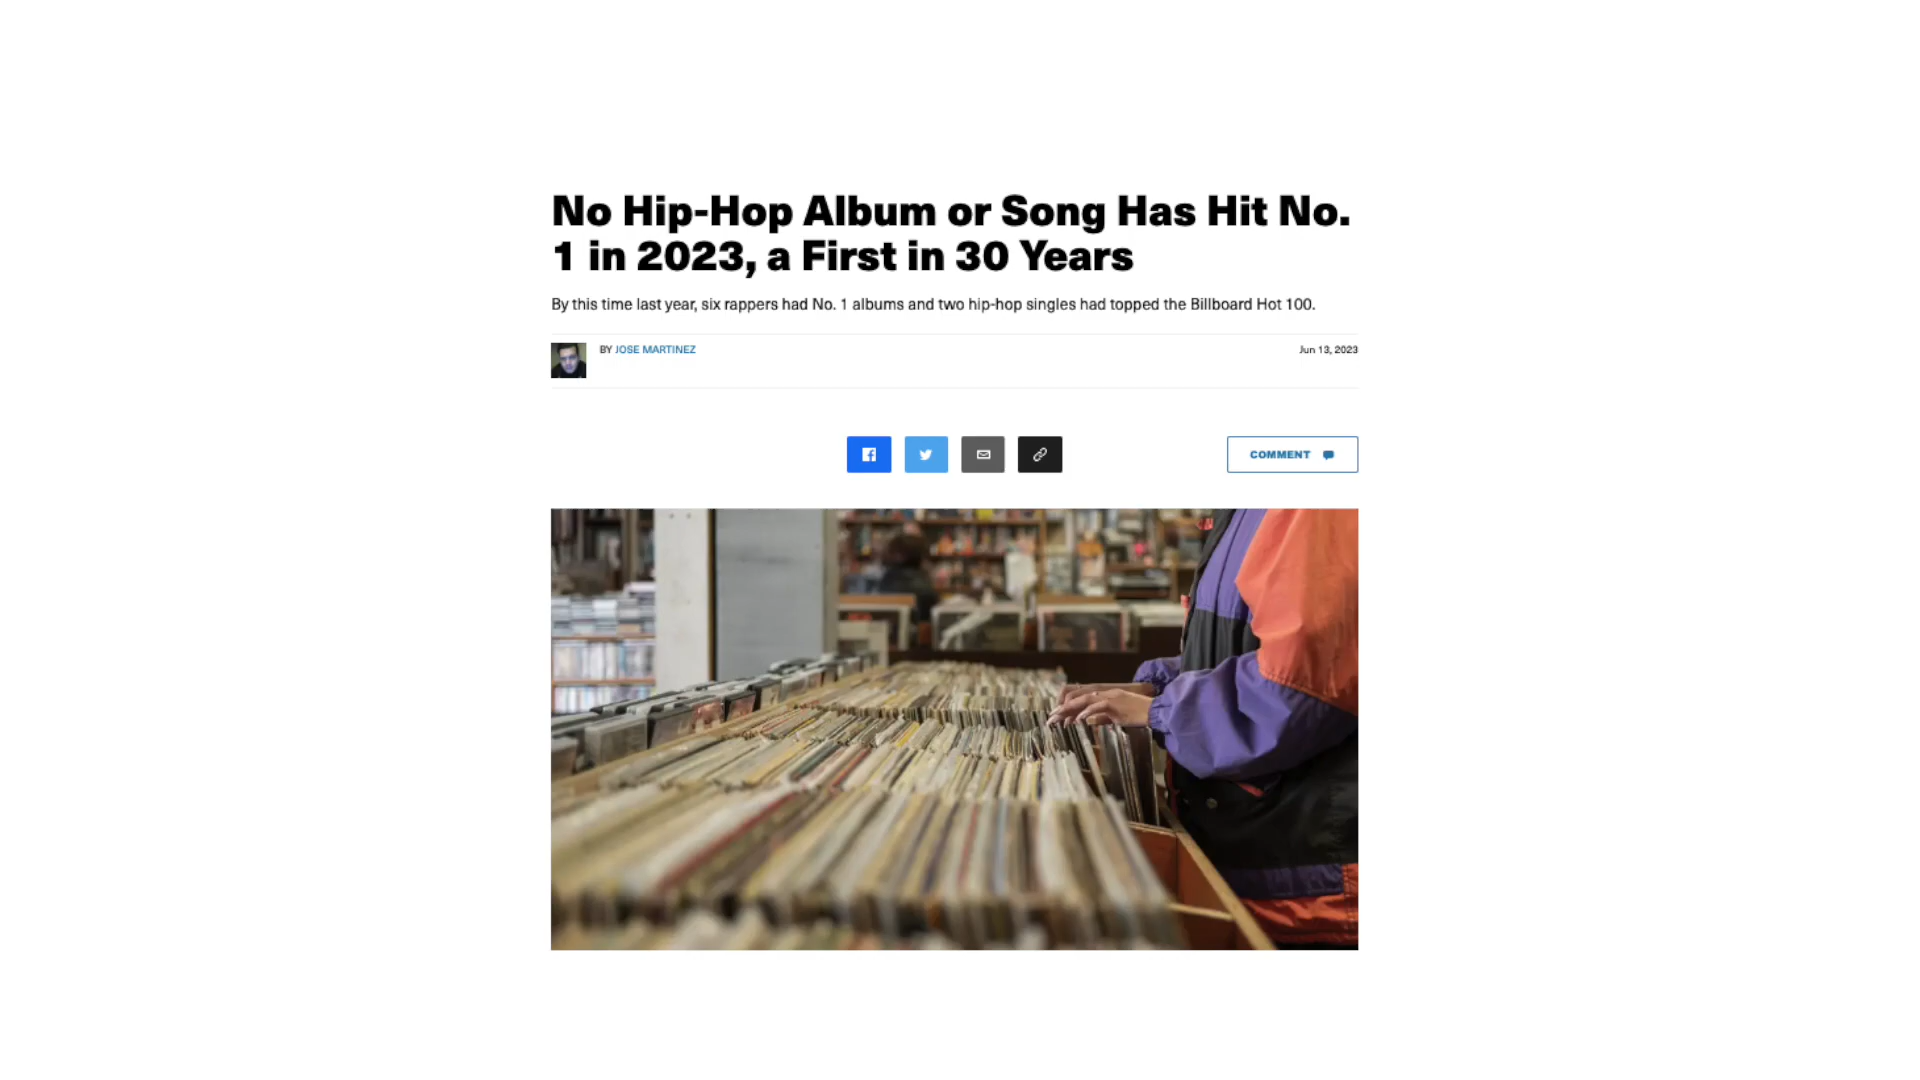 No Hip-Hop Album or Song Has Hit No.
1 in 2023, a First in 30 Years
By this time last year, six rappers had No. 1 albums and two hip-hop singles had topped the Billboard Hot 100.
BY JOSE MARTINEZ
Jun 13, 2023
COMMENT